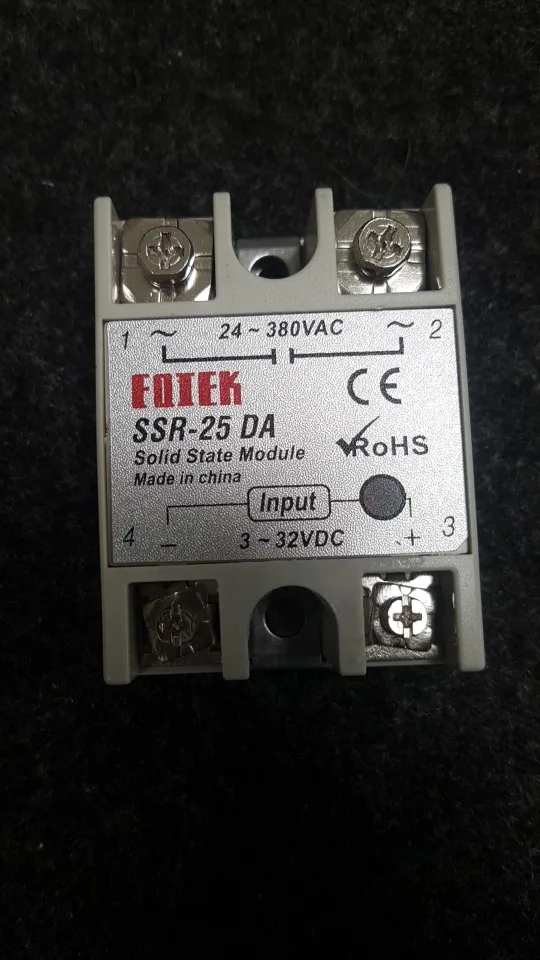 1 ~ 24 ~ 380VAC ~ 2
EQTEK
CE
SSR-25 DA
RoHS
Solid State Module
Made in china
Input
4 − 3 ~ 32VDC + 3